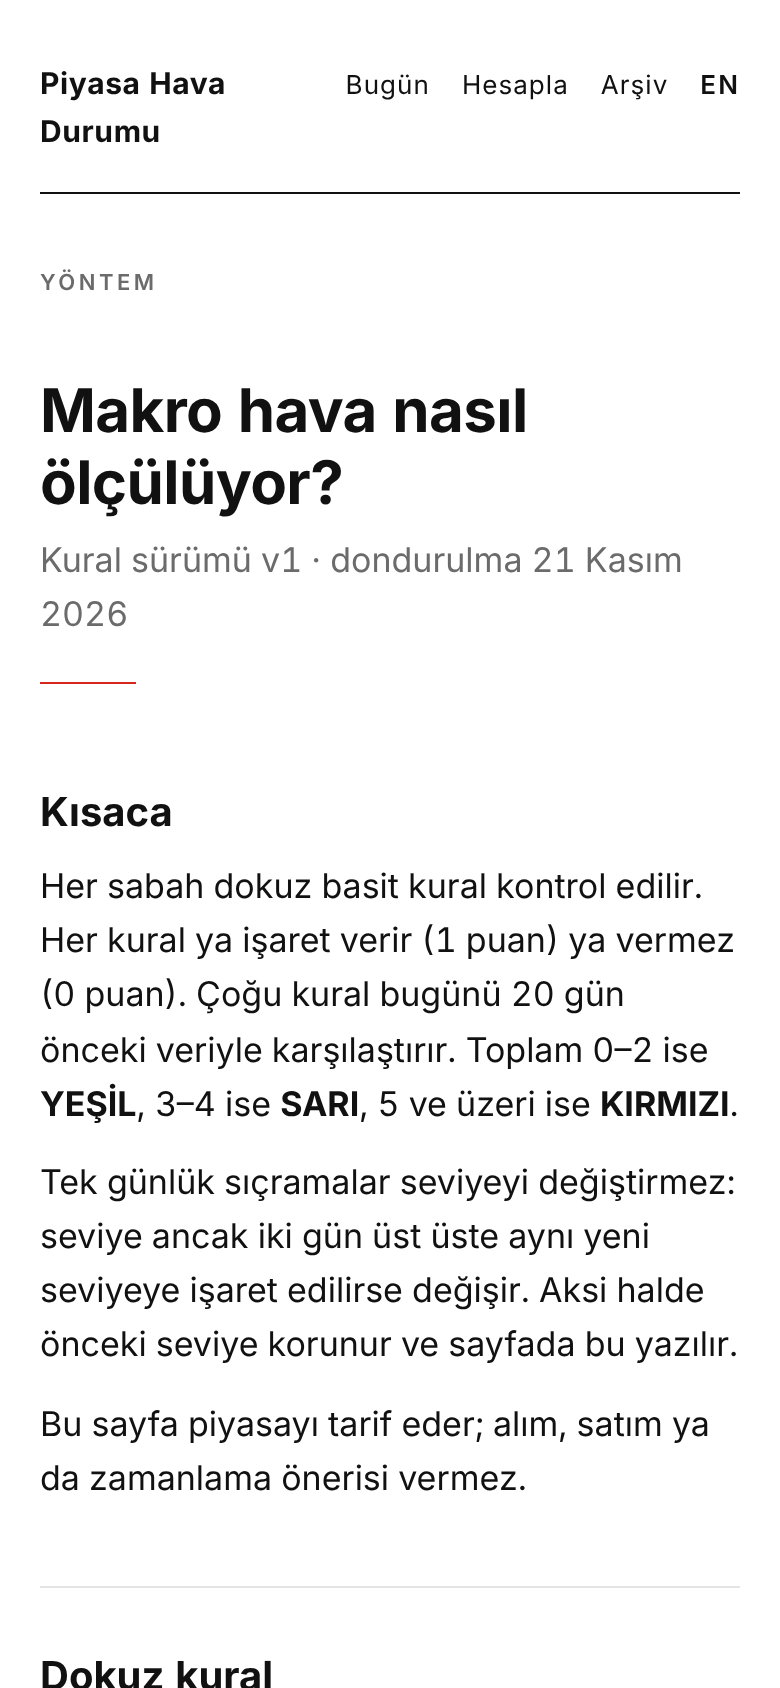 Piyasa Hava
Durumu
Bugün Hesapla Arşiv EN
YÖNTEM
Makro hava nasıl
ölçülüyor?
Kural sürümü v1 · dondurulma 21 Kasım
2026
Kısaca
Her sabah dokuz basit kural kontrol edilir.
Her kural ya işaret verir (1 puan) ya vermez
(0 puan). Çoğu kural bugünü 20 gün
önceki veriyle karşılaştırır. Toplam 0–2 ise
YEŞİL, 3–4 ise SARI, 5 ve üzeri ise KIRMIZI.
Tek günlük sıçramalar seviyeyi değiştirmez:
seviye ancak iki gün üst üste aynı yeni
seviyeye işaret edilirse değişir. Aksi halde
önceki seviye korunur ve sayfada bu yazılır.
Bu sayfa piyasayı tarif eder; alım, satım ya
da zamanlama önerisi vermez.
Dokuz kural